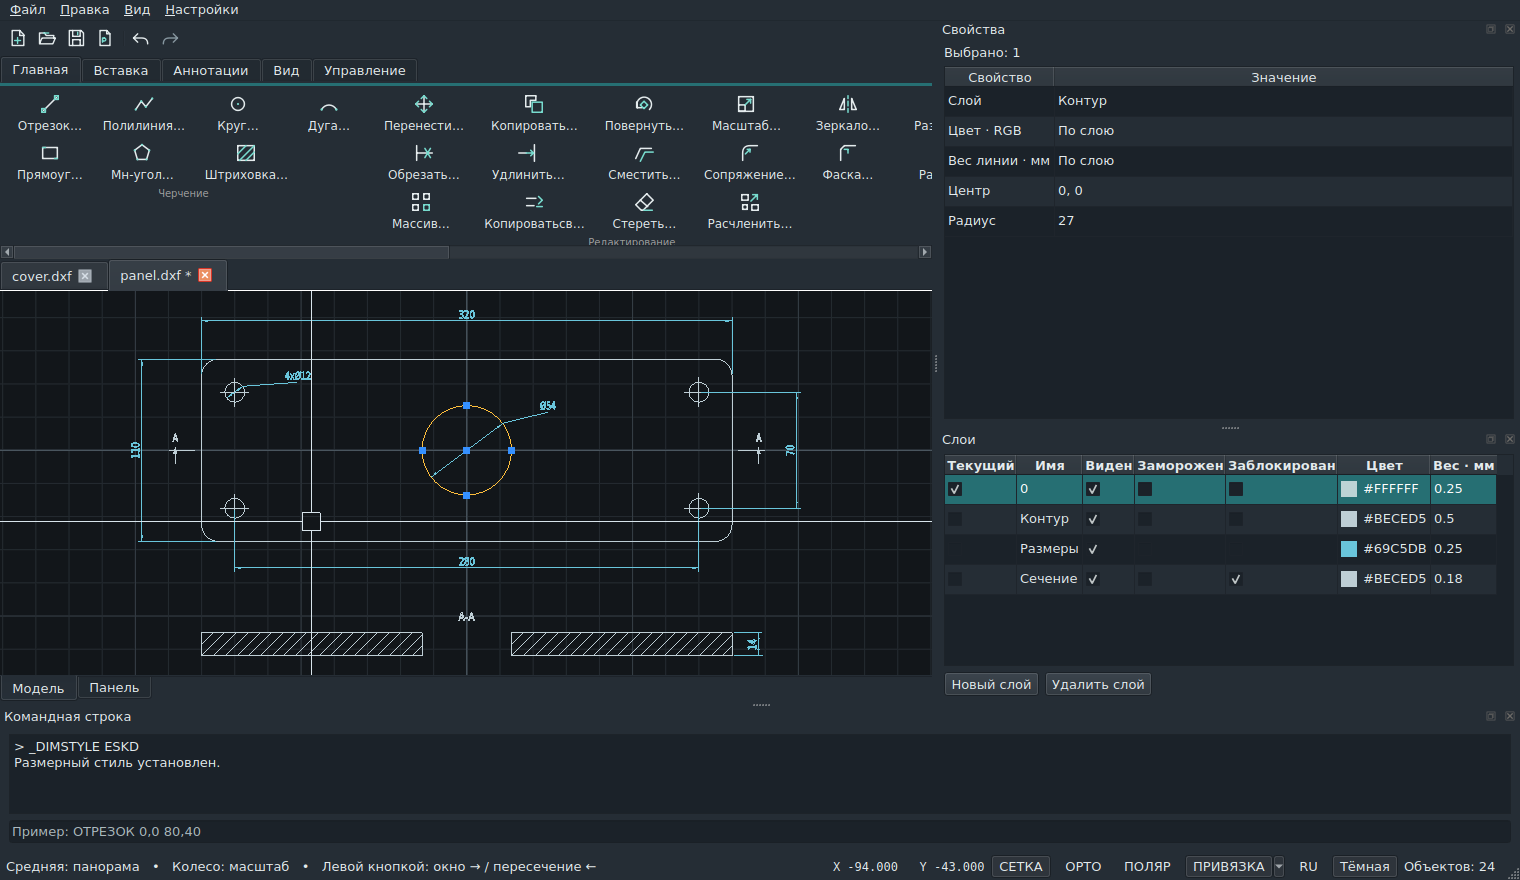 Файл Правка Вид Настройки
Главная Вставка Аннотации Вид Управление
Отрезок... Полилиния... Круг... Дуга... Перенести... Копировать... Повернуть... Масштаб... Зеркало... Раз
Прямоуг... Мн-угол... Штриховка... Обрезать... Удлинить... Сместить... Сопряжение... Фаска... Ра
Черчение
Массив... Копироватьсв... Стереть... Расчленить...
Редактирование
cover.dxf panel.dxf *
320
4xØ12
Ø54
110
A A
70
280
A-A
14
Модель Панель
Свойства
Выбрано: 1
Свойство Значение
Слой Контур
Цвет · RGB По слою
Вес линии · мм По слою
Центр 0, 0
Радиус 27
Слои
Текущий Имя Виден Заморожен Заблокирован Цвет Вес · мм
0 #FFFFFF 0.25
Контур #BECED5 0.5
Размеры #69C5DB 0.25
Сечение #BECED5 0.18
Новый слой Удалить слой
Командная строка
> _DIMSTYLE ESKD
Размерный стиль установлен.
Пример: ОТРЕЗОК 0,0 80,40
Средняя: панорама • Колесо: масштаб • Левой кнопкой: окно → / пересечение ← X -94.000 Y -43.000 СЕТКА ОРТО ПОЛЯР ПРИВЯЗКА RU Тёмная Объектов: 24